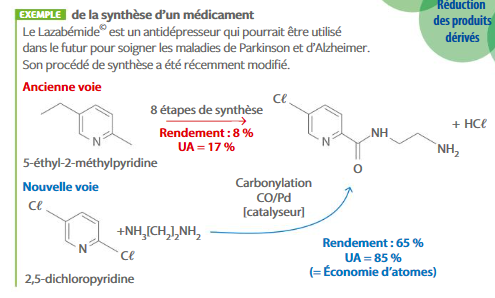 Réduction
des produits
dérivés
EXEMPLE de la synthèse d'un médicament
Le Lazabémide© est un antidépresseur qui pourrait être utilisé
dans le futur pour soigner les maladies de Parkinson et d'Alzheimer.
Son procédé de synthèse a été récemment modifié.
Ancienne voie
N
5-éthyl-2-méthylpyridine
8 étapes de synthèse
Rendement : 8 %
UA = 17 %
Cℓ
N
O
NH
NH₂
+ HCℓ
Nouvelle voie
Cℓ
N
Cℓ
2,5-dichloropyridine
+NH₃[CH₂]₂NH₂
Carbonylation
CO/Pd
[catalyseur]
Rendement : 65 %
UA = 85 %
(= Économie d'atomes)